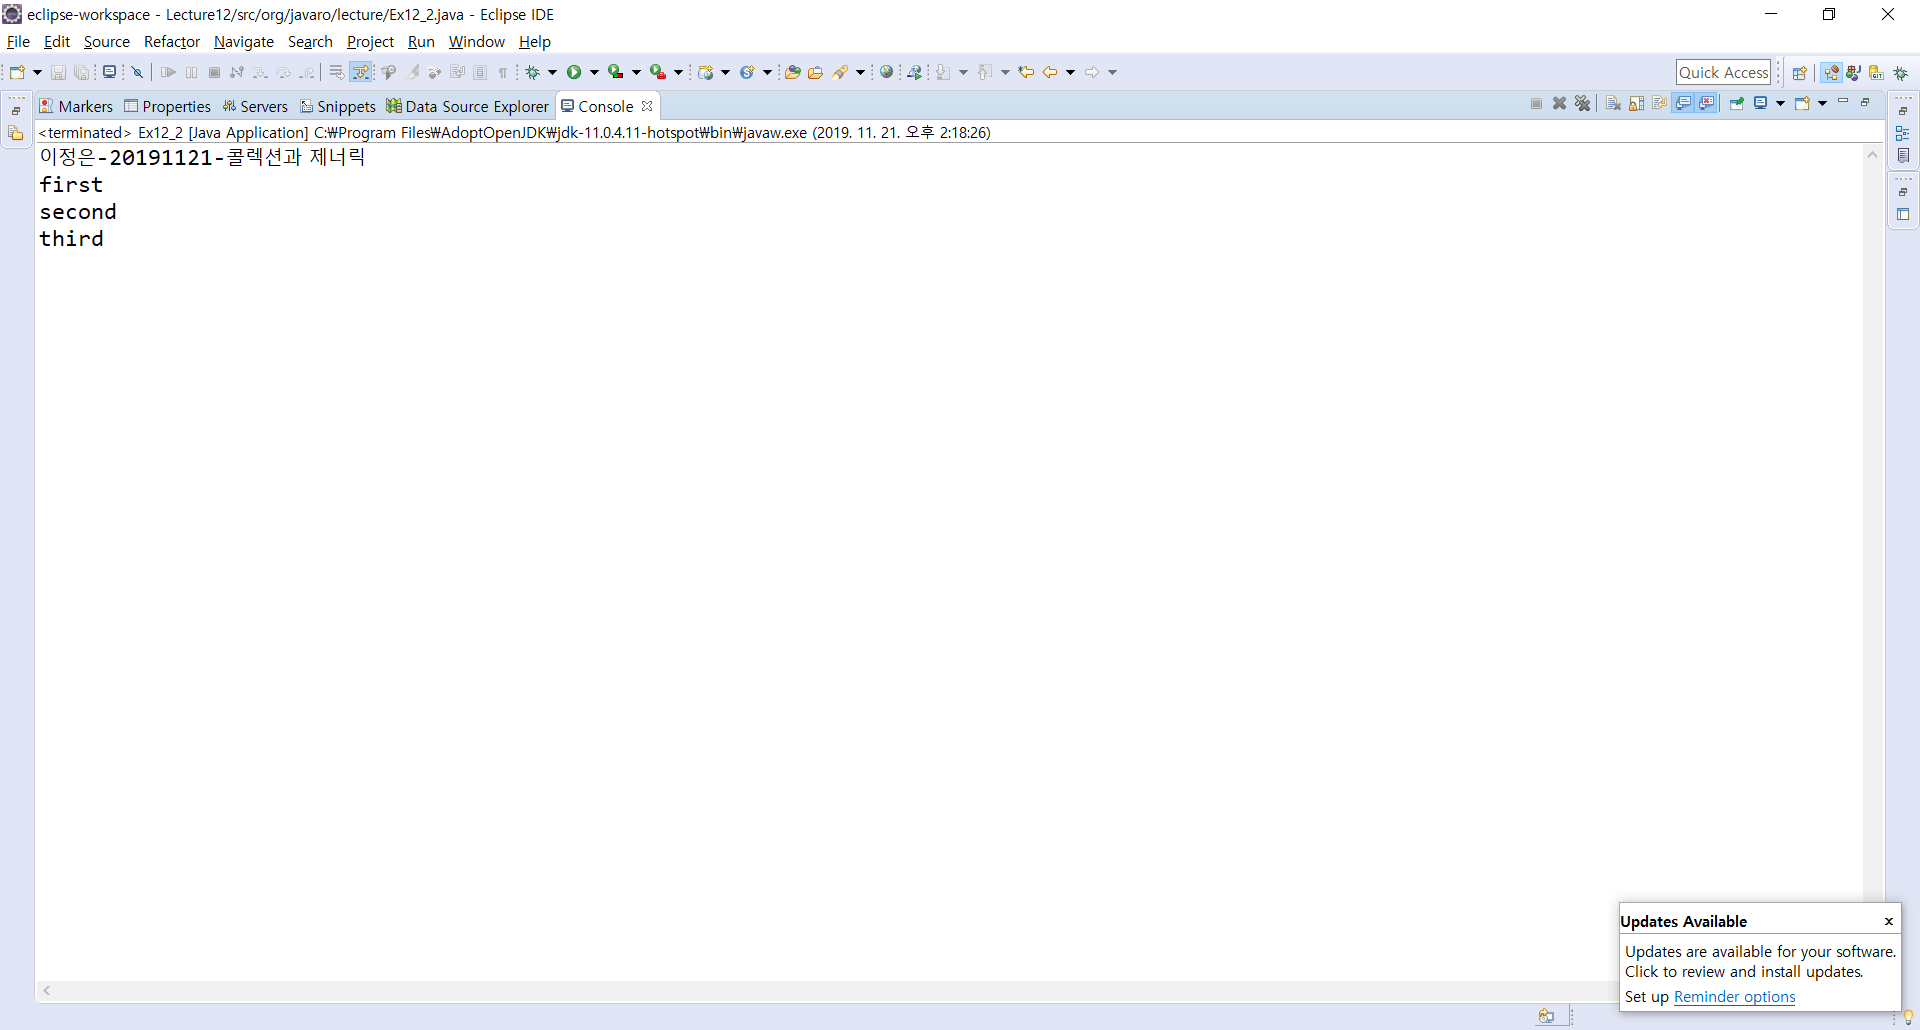 eclipse-workspace - Lecture12/src/org/javaro/lecture/Ex12_2.java - Eclipse IDE
File Edit Source Refactor Navigate Search Project Run Window Help
Quick Access
Markers Properties Servers Snippets Data Source Explorer Console
<terminated> Ex12_2 [Java Application] C:₩Program Files₩AdoptOpenJDK₩jdk-11.0.4.11-hotspot₩bin₩javaw.exe (2019. 11. 21. 오후 2:18:26)
이정은-20191121-콜렉션과 제너릭
first
second
third
Updates Available
Updates are available for your software.
Click to review and install updates.
Set up Reminder options